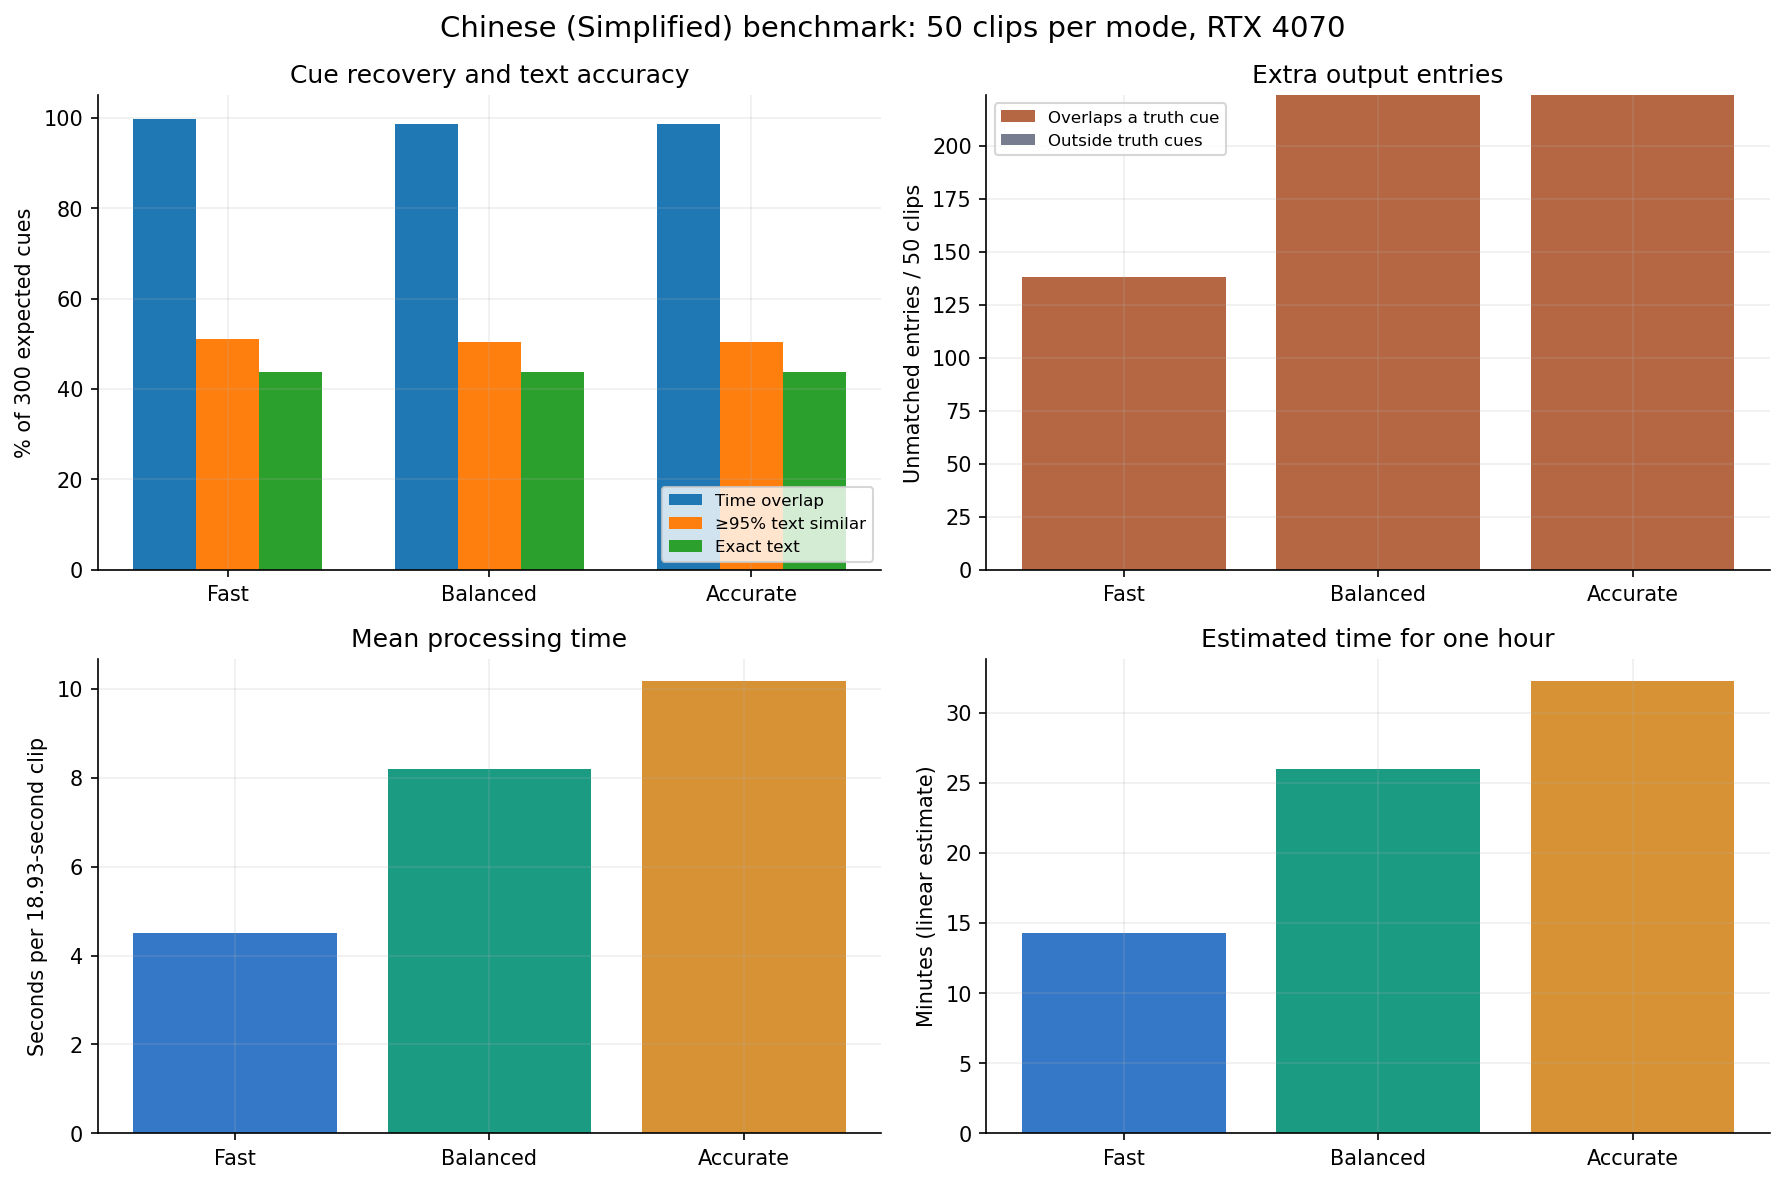 Chinese (Simplified) benchmark: 50 clips per mode, RTX 4070
Cue recovery and text accuracy
% of 300 expected cues
100
80
60
40
20
0
Fast
Balanced
Accurate
Time overlap
≥95% text similar
Exact text
Extra output entries
Unmatched entries / 50 clips
200
175
150
125
100
75
50
25
0
Overlaps a truth cue
Outside truth cues
Fast
Balanced
Accurate
Mean processing time
Seconds per 18.93-second clip
10
8
6
4
2
0
Fast
Balanced
Accurate
Estimated time for one hour
Minutes (linear estimate)
30
25
20
15
10
5
0
Fast
Balanced
Accurate